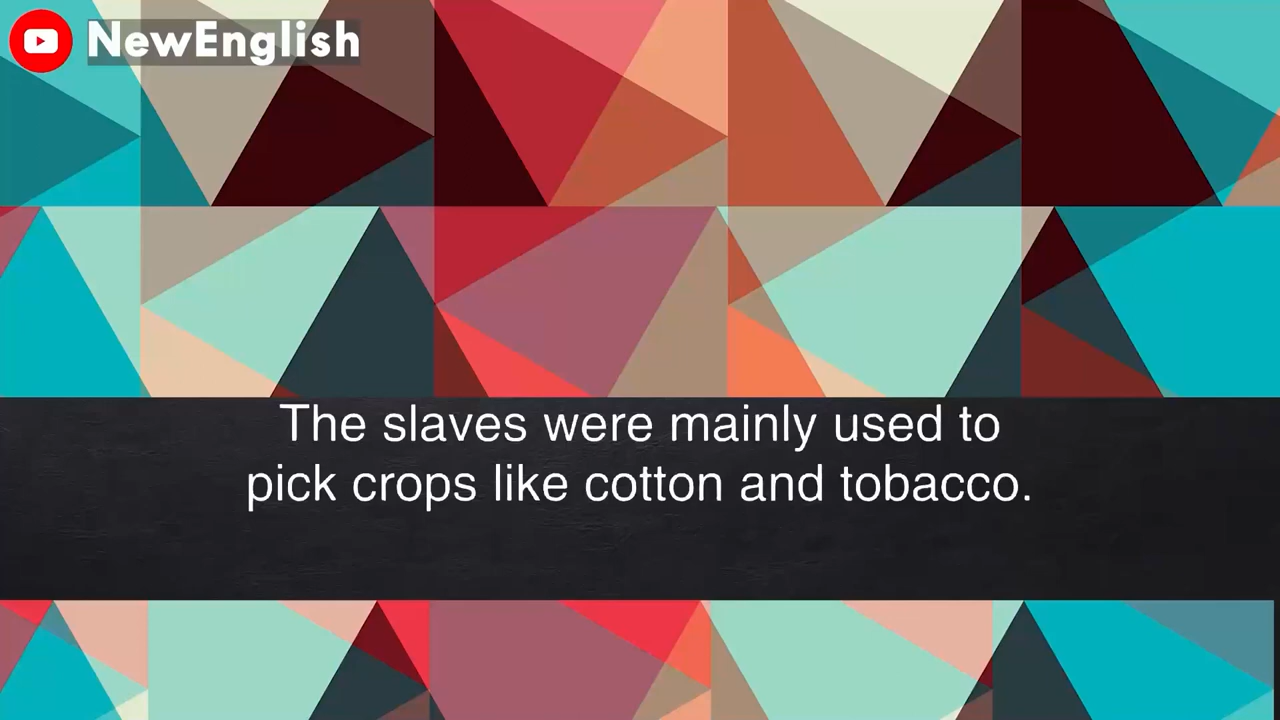 NewEnglish
The slaves were mainly used to
pick crops like cotton and tobacco.